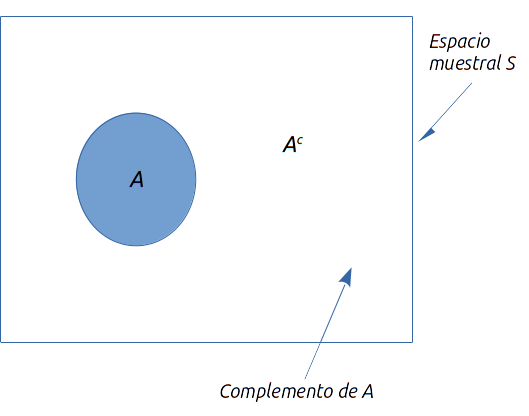 Espacio
muestral S
Aᶜ
A
Complemento de A